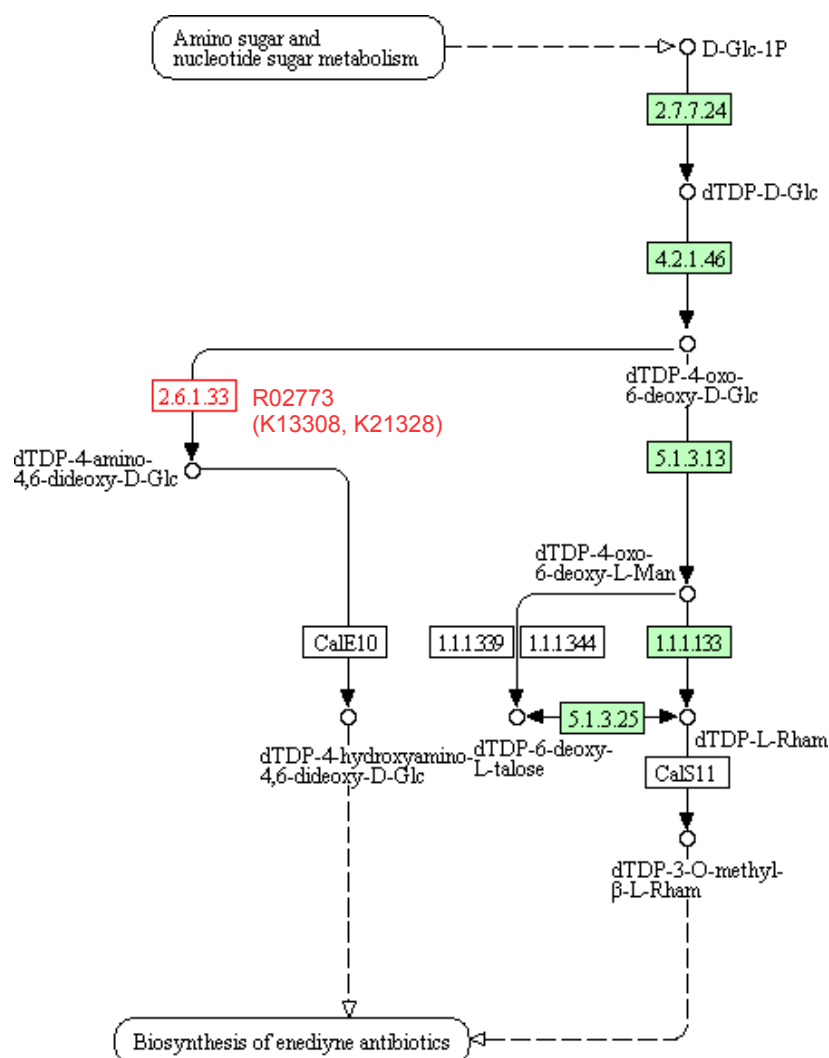 Amino sugar and
nucleotide sugar metabolism
D-Glc-1P
2.7.7.24
dTDP-D-Glc
4.2.1.46
dTDP-4-oxo-
6-deoxy-D-Glc
2.6.1.33
R02773
(K13308, K21328)
dTDP-4-amino-
4,6-dideoxy-D-Glc
5.1.3.13
dTDP-4-oxo-
6-deoxy-L-Man
CalE10
1.1.1339
1.1.1344
1.1.1.133
5.1.3.25
dTDP-L-Rham
dTDP-4-hydroxyamino-
4,6-dideoxy-D-Glc
dTDP-6-deoxy-
L-talose
CalS11
dTDP-3-O-methyl-
β-L-Rham
Biosynthesis of enediyne antibiotics